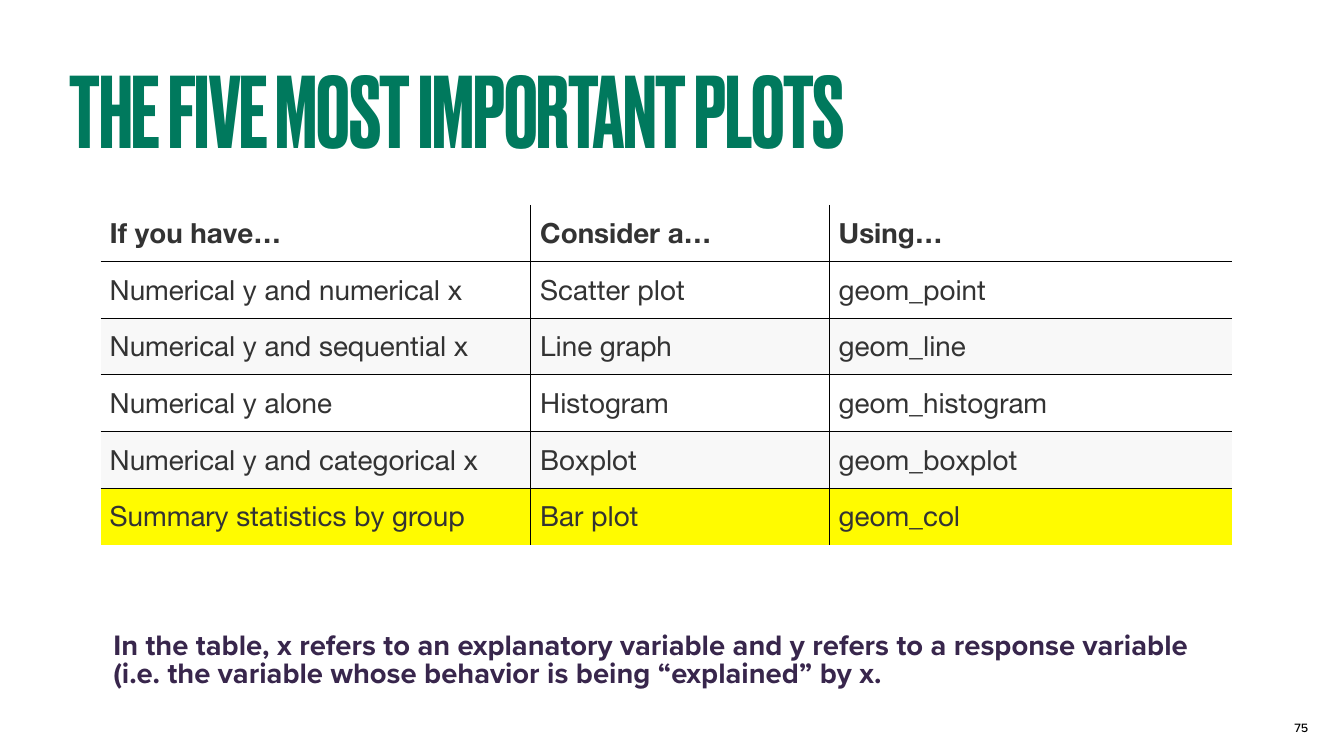 THE FIVE MOST IMPORTANT PLOTS
If you have… Consider a… Using…
Numerical y and numerical x Scatter plot geom_point
Numerical y and sequential x Line graph geom_line
Numerical y alone Histogram geom_histogram
Numerical y and categorical x Boxplot geom_boxplot
Summary statistics by group Bar plot geom_col
In the table, x refers to an explanatory variable and y refers to a response variable
(i.e. the variable whose behavior is being “explained” by x.
75